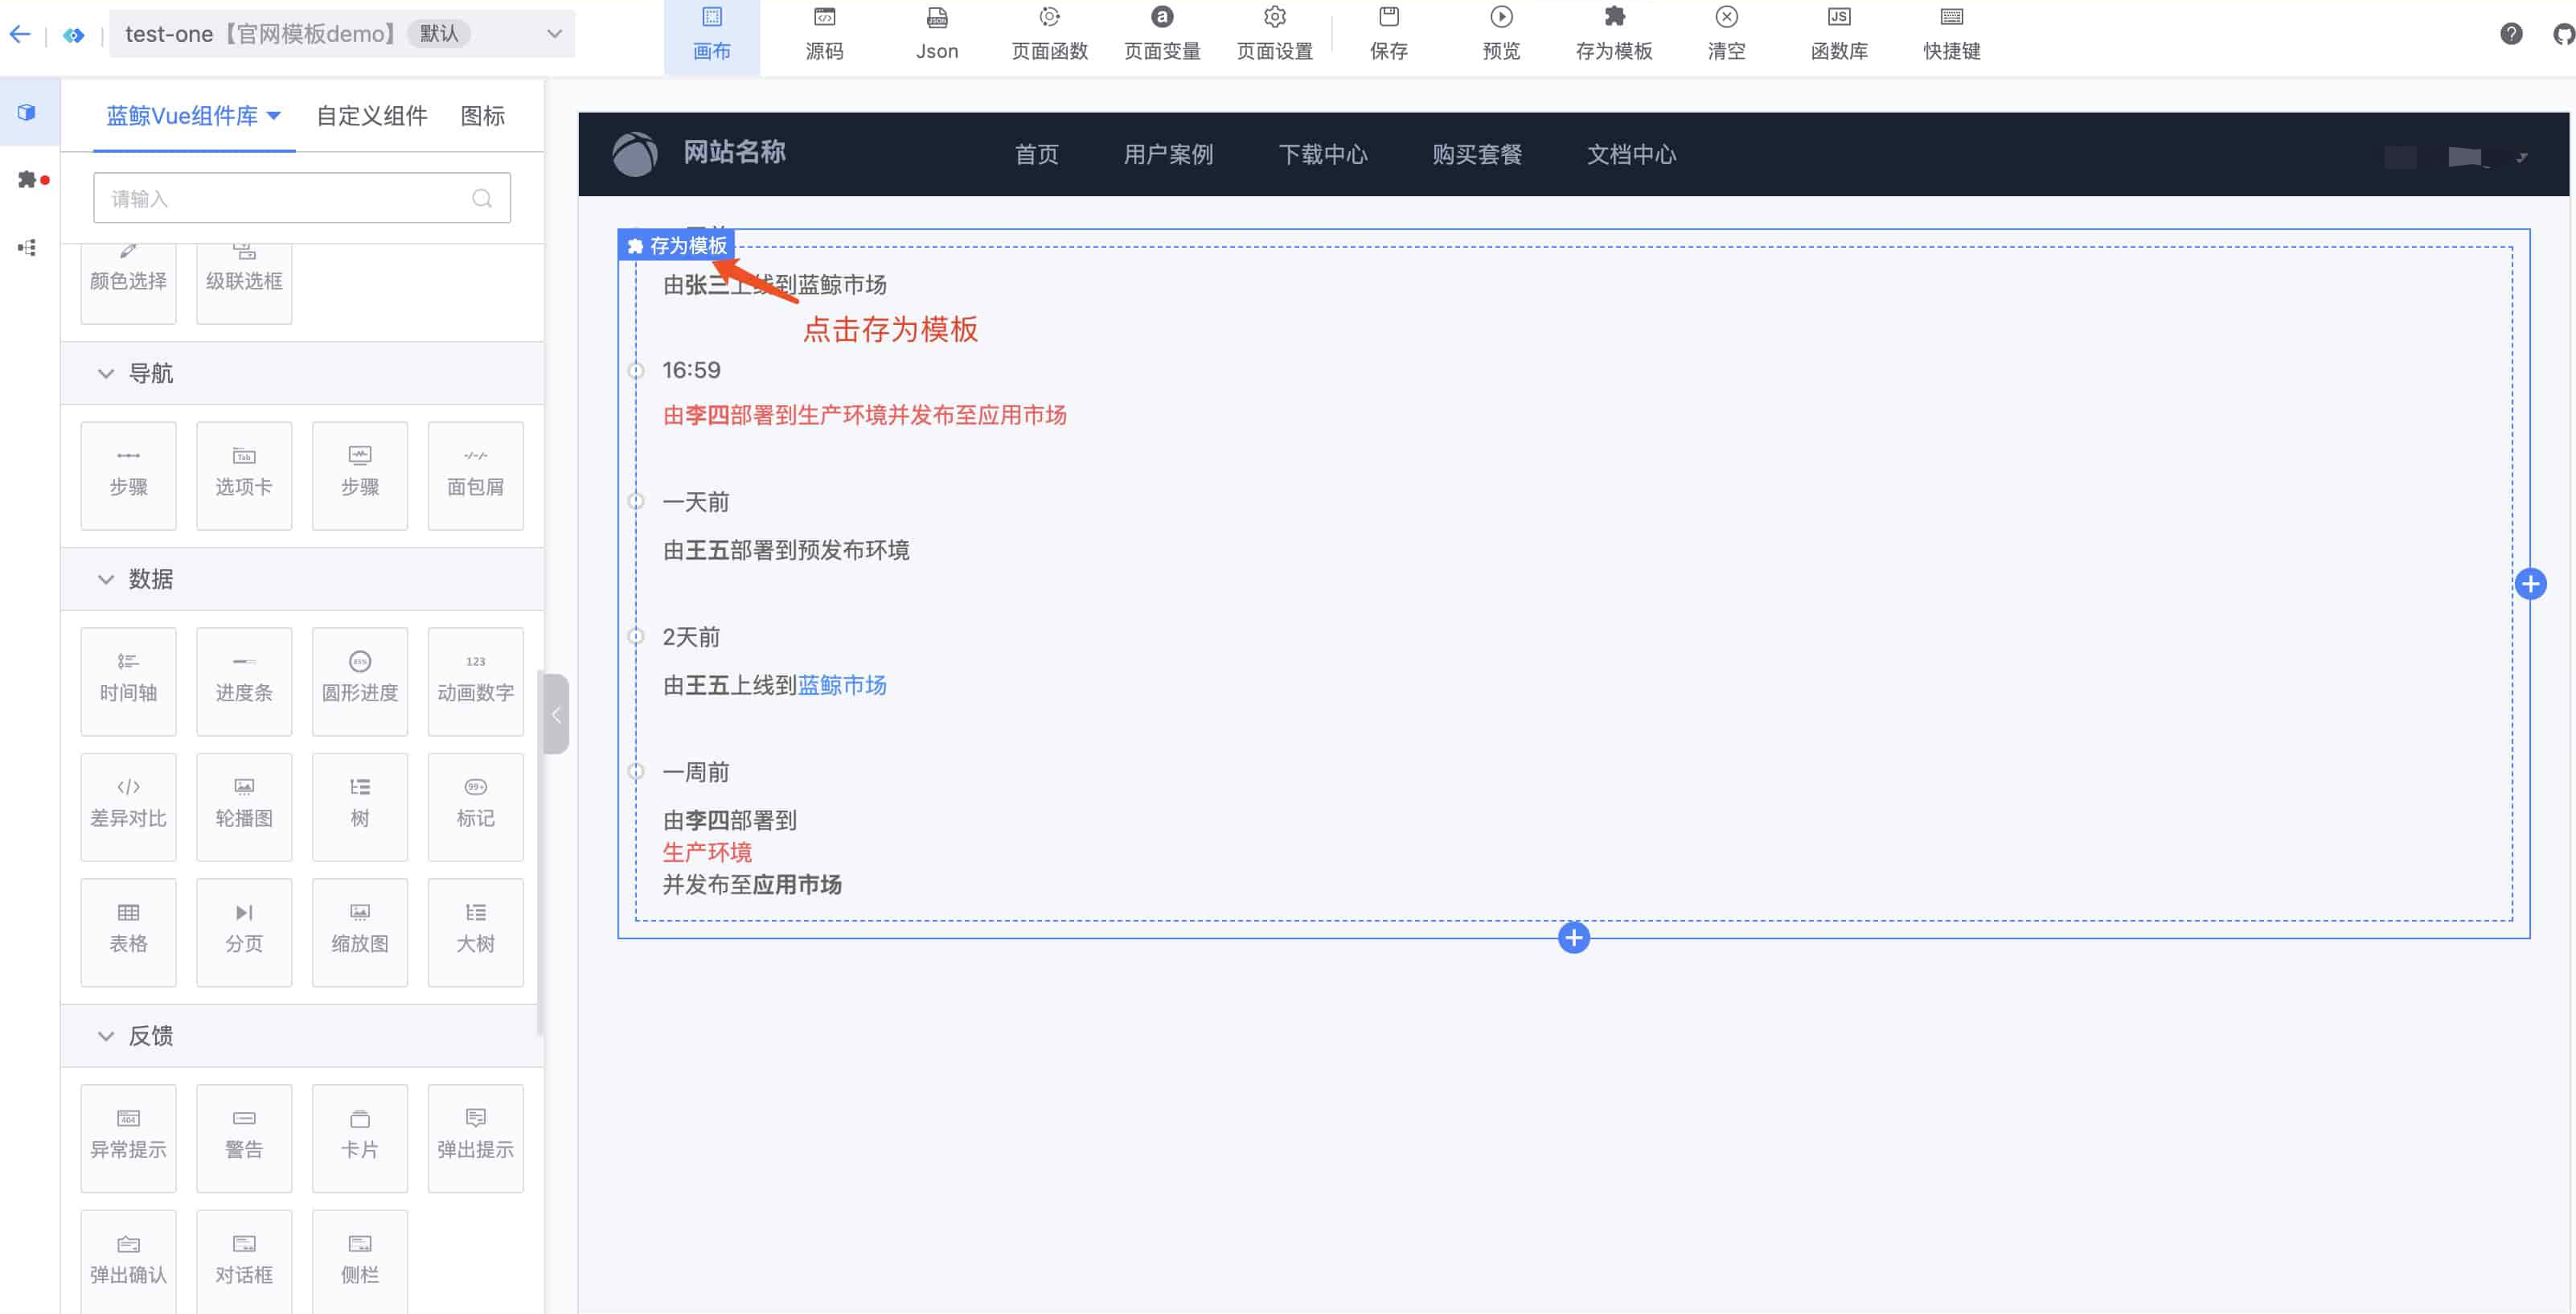 test-one【官网模板demo】 默认
画布 源码 Json 页面函数 页面变量 页面设置 保存 预览 存为模板 清空 函数库 快捷键
蓝鲸Vue组件库 自定义组件 图标
请输入
颜色选择 级联选框
导航
步骤 选项卡 步骤 面包屑
数据
时间轴 进度条 圆形进度 动画数字
差异对比 轮播图 树 标记
表格 分页 缩放图 大树
反馈
异常提示 警告 卡片 弹出提示
弹出确认 对话框 侧栏
网站名称 首页 用户案例 下载中心 购买套餐 文档中心
存为模板
由张三上线到蓝鲸市场
点击存为模板
16:59
由李四部署到生产环境并发布至应用市场
一天前
由王五部署到预发布环境
2天前
由王五上线到蓝鲸市场
一周前
由李四部署到
生产环境
并发布至应用市场